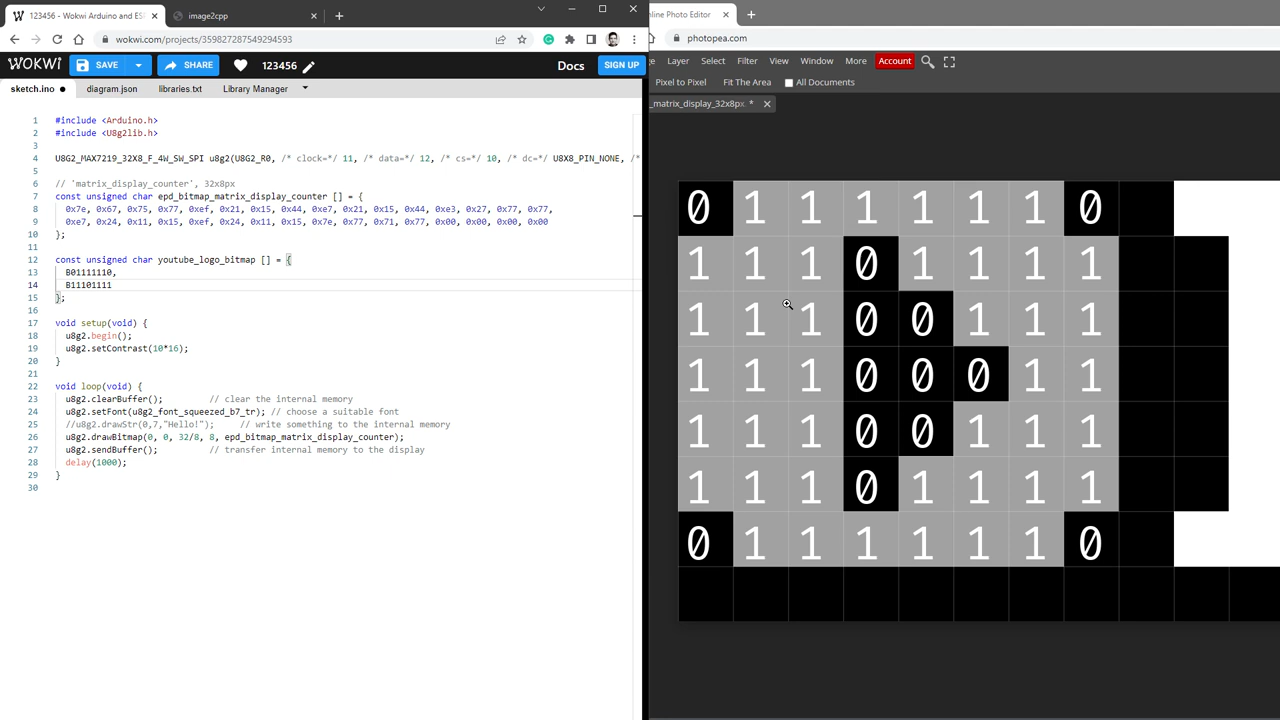 123456 - Wokwi Arduino and ESP
image2cpp
wokwi.com/projects/359827287549294593
WOKWI
SAVE
SHARE
123456
Docs
SIGN UP
sketch.ino
diagram.json
libraries.txt
Library Manager
1 #include <Arduino.h>
2 #include <U8g2lib.h>
3
4 U8G2_MAX7219_32X8_F_4W_SW_SPI u8g2(U8G2_R0, /* clock=*/ 11, /* data=*/ 12, /* cs=*/ 10, /* dc=*/ U8X8_PIN_NONE, /*
5
6 // 'matrix_display_counter', 32x8px
7 const unsigned char epd_bitmap_matrix_display_counter [] = {
8 0x7e, 0x67, 0x75, 0x77, 0xef, 0x21, 0x15, 0x44, 0xe7, 0x21, 0x15, 0x44, 0xe3, 0x27, 0x77, 0x77,
9 0xe7, 0x24, 0x11, 0x15, 0xef, 0x24, 0x11, 0x15, 0x7e, 0x77, 0x71, 0x77, 0x00, 0x00, 0x00, 0x00
10 };
11
12 const unsigned char youtube_logo_bitmap [] = {
13 B01111110,
14 B11101111
15 };
16
17 void setup(void) {
18 u8g2.begin();
19 u8g2.setContrast(10*16);
20 }
21
22 void loop(void) {
23 u8g2.clearBuffer(); // clear the internal memory
24 u8g2.setFont(u8g2_font_squeezed_b7_tr); // choose a suitable font
25 //u8g2.drawStr(0,7,"Hello!"); // write something to the internal memory
26 u8g2.drawBitmap(0, 0, 32/8, 8, epd_bitmap_matrix_display_counter);
27 u8g2.sendBuffer(); // transfer internal memory to the display
28 delay(1000);
29 }
30
nline Photo Editor
photopea.com
ge
Layer
Select
Filter
View
Window
More
Account
Pixel to Pixel
Fit The Area
All Documents
_matrix_display_32x8px. *
0 1 1 1 1 1 1 0
1 1 1 0 1 1 1 1
1 1 1 0 0 1 1 1
1 1 1 0 0 0 1 1
1 1 1 0 0 1 1 1
1 1 1 0 1 1 1 1
0 1 1 1 1 1 1 0